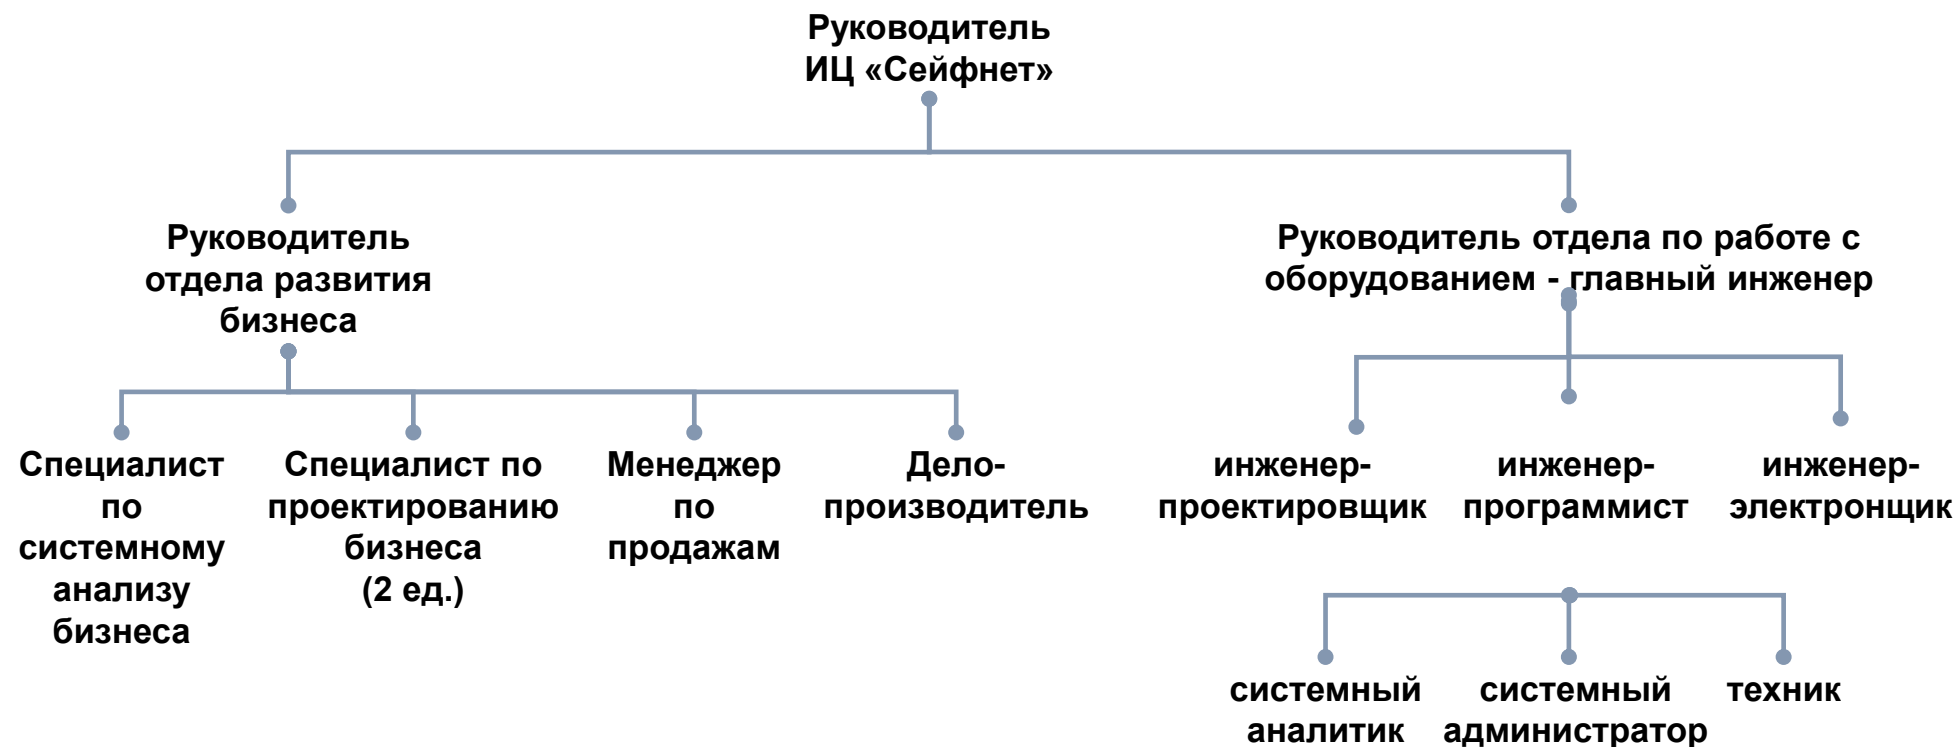 Руководитель
ИЦ «Сейфнет»
Руководитель
отдела развития
бизнеса
Руководитель отдела по работе с
оборудованием - главный инженер
Специалист
по
системному
анализу
бизнеса
Специалист по
проектированию
бизнеса
(2 ед.)
Менеджер
по
продажам
Дело-
производитель
инженер-
проектировщик
инженер-
программист
инженер-
электронщик
системный
аналитик
системный
администратор
техник